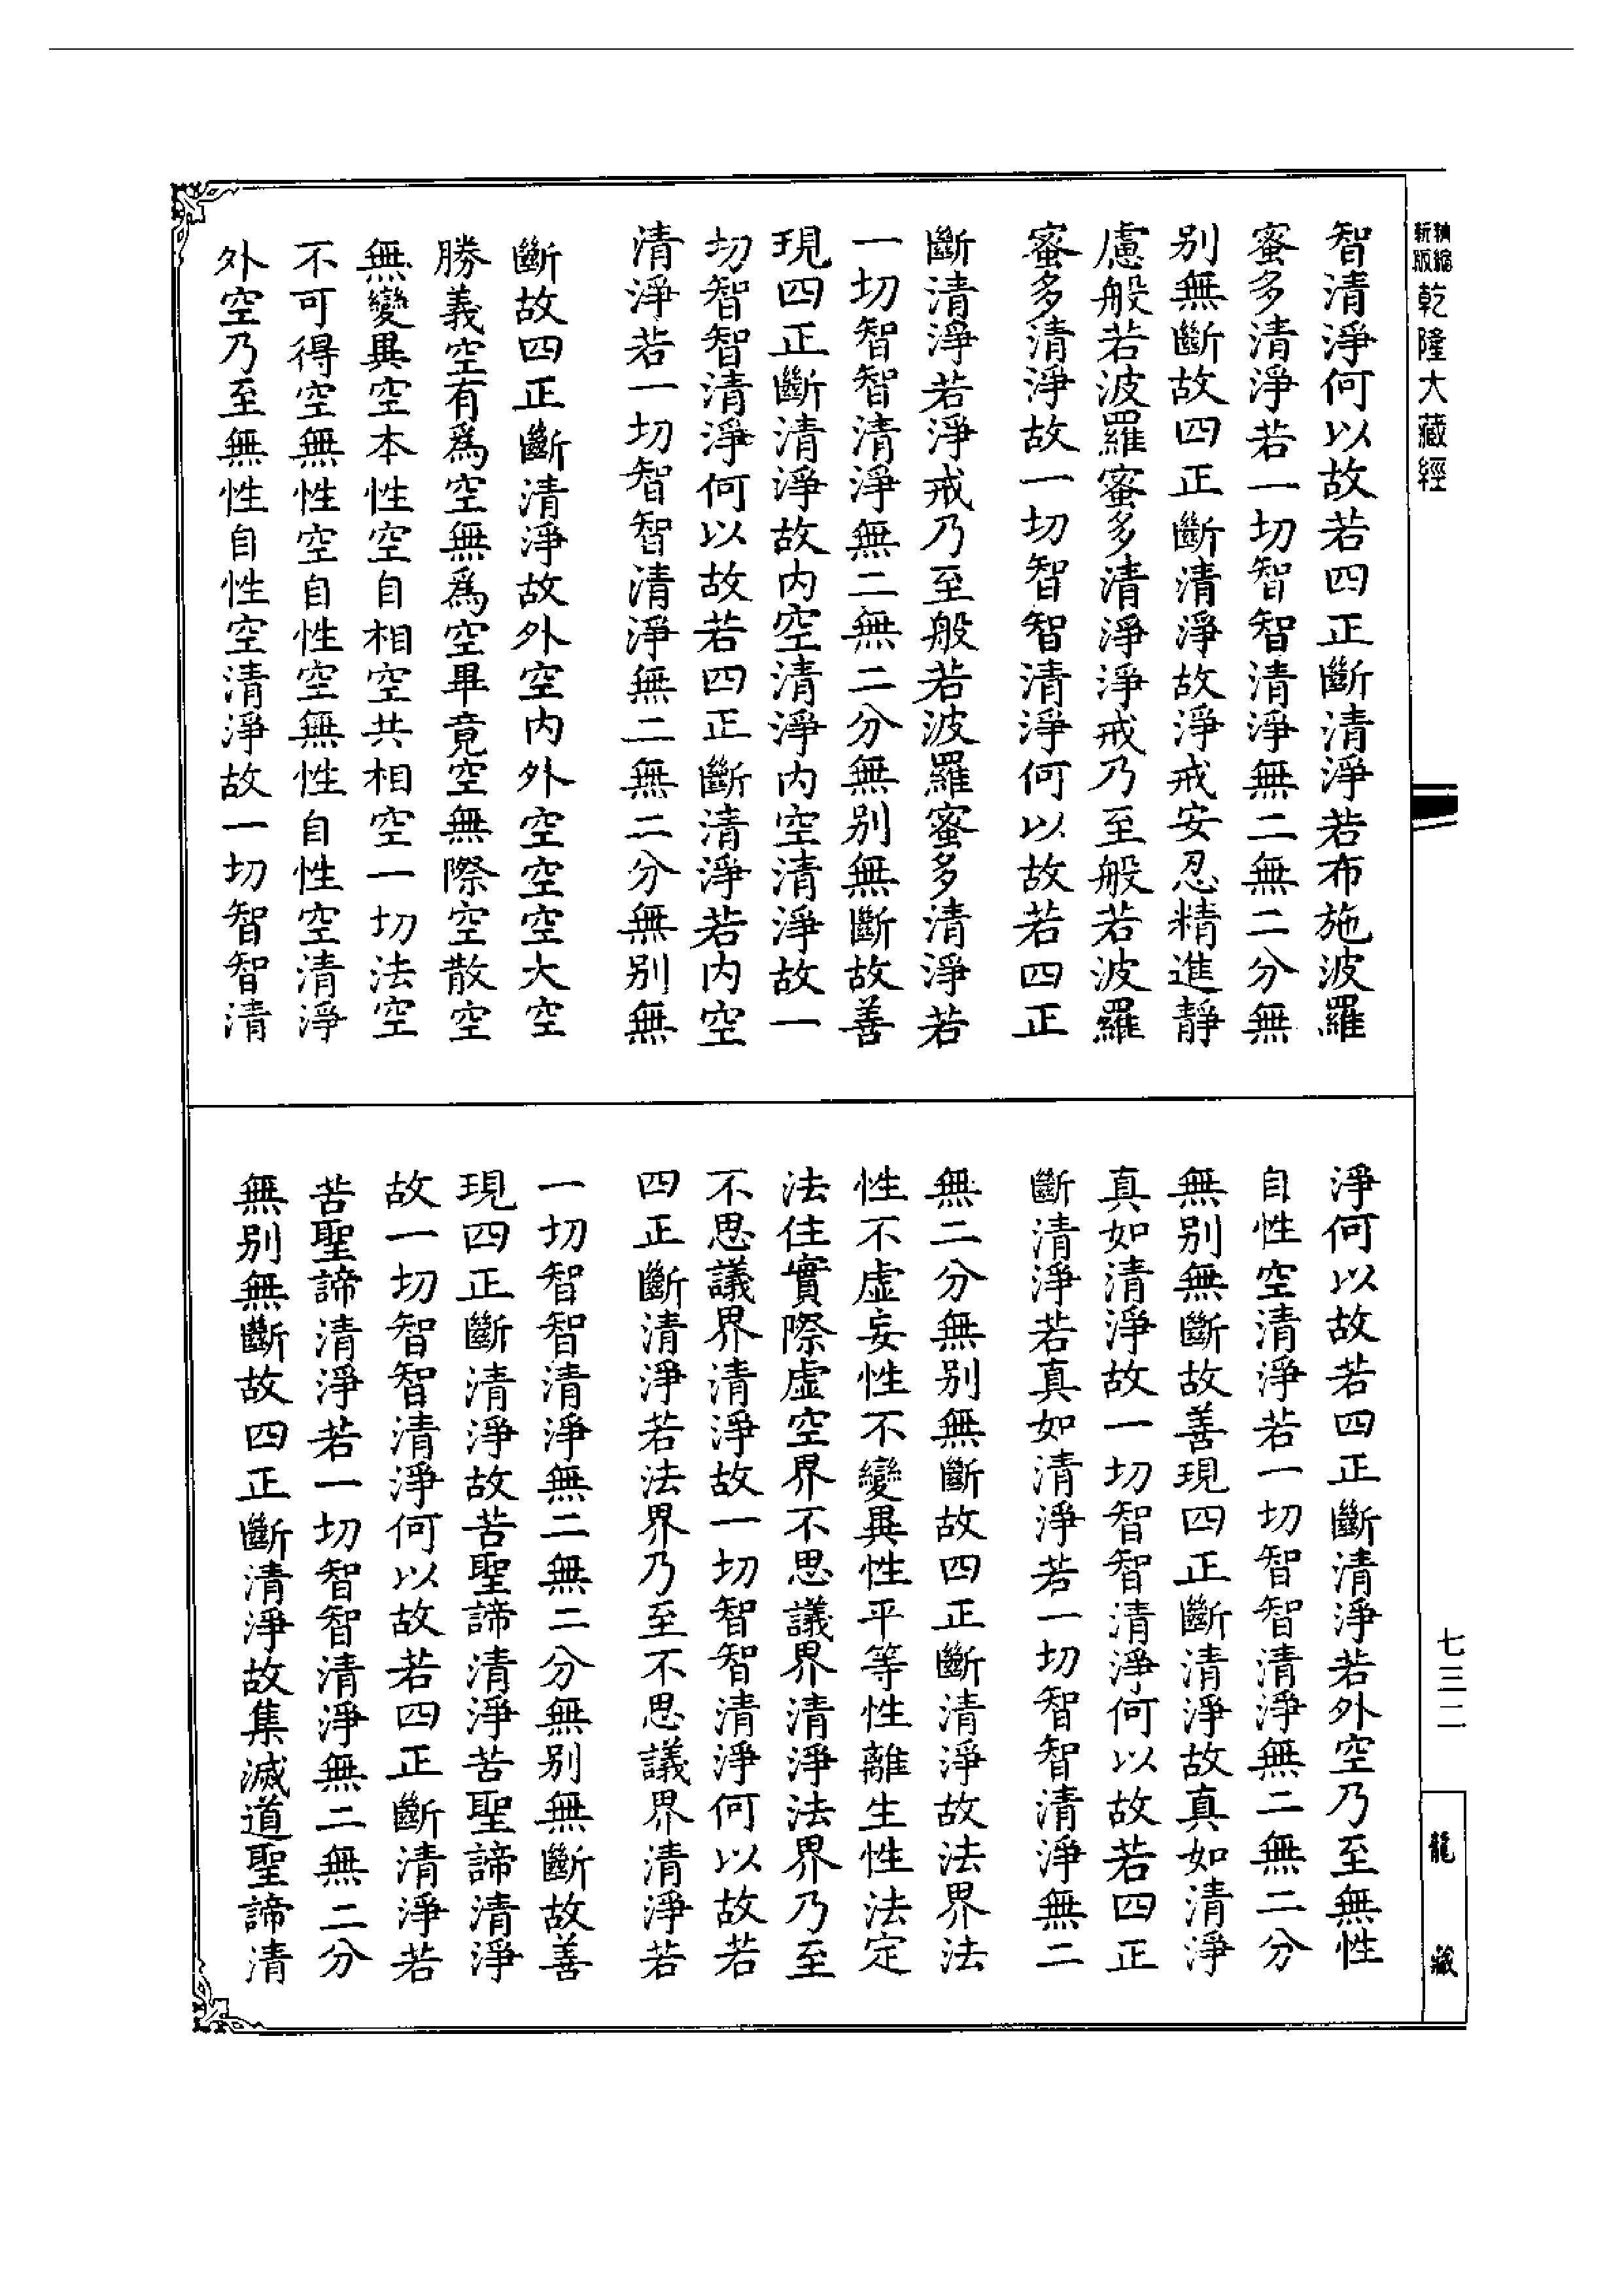 新版精縮乾隆大藏經
智清淨何以故若四正斷清淨若布施波羅
蜜多清淨若一切智智清淨無二無二分無
别無斷故四正斷清淨故淨戒安忍精進靜
慮般若波羅蜜多清淨淨戒乃至般若波羅
蜜多清淨故一切智智清淨何以故若四正
斷清淨若淨戒乃至般若波羅蜜多清淨若
一切智智清淨無二無二分無别無斷故善
現四正斷清淨故内空清淨内空清淨故一
切智智清淨何以故若四正斷清淨若内空
清淨若一切智智清淨無二無二分無别無
斷故四正斷清淨故外空内外空空空大空
勝義空有爲空無爲空畢竟空無際空散空
無變異空本性空自相空共相空一切法空
不可得空無性空自性空無性自性空清淨
外空乃至無性自性空清淨故一切智智清
淨何以故若四正斷清淨若外空乃至無性
自性空清淨若一切智智清淨無二無二分
無别無斷故善現四正斷清淨故真如清淨
真如清淨故一切智智清淨何以故若四正
斷清淨若真如清淨若一切智智清淨無二
無二分無别無斷故四正斷清淨故法界法
性不虛妄性不變異性平等性離生性法定
法住實際虛空界不思議界清淨法界乃至
不思議界清淨故一切智智清淨何以故若
四正斷清淨若法界乃至不思議界清淨若
一切智智清淨無二無二分無别無斷故善
現四正斷清淨故苦聖諦清淨苦聖諦清淨
故一切智智清淨何以故若四正斷清淨若
苦聖諦清淨若一切智智清淨無二無二分
無别無斷故四正斷清淨故集滅道聖諦清
七三二
龍藏